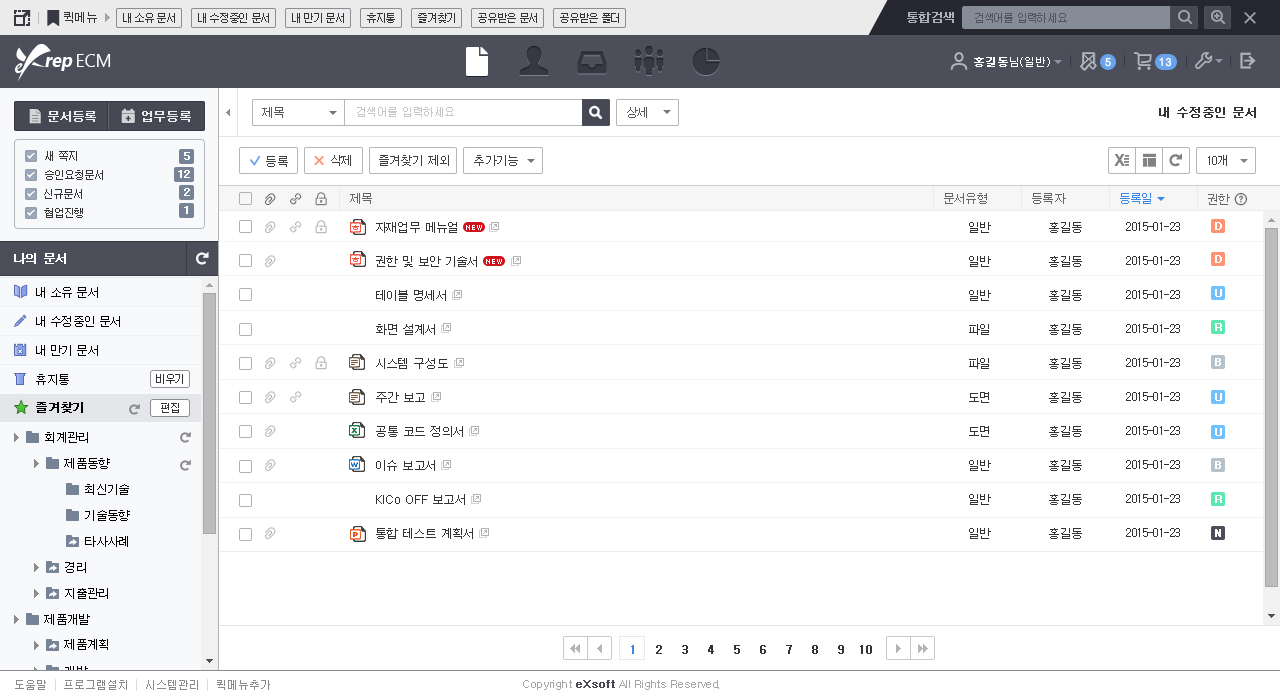 퀵메뉴 내 소유 문서 내 수정중인 문서 내 만기 문서 휴지통 즐겨찾기 공유받은 문서 공유받은 폴더 통합검색 검색어를 입력하세요
eXrep ECM 홍길동님(일반) 5 13
문서등록 업무등록
새 쪽지 5
승인요청문서 12
신규문서 2
협업진행 1
나의 문서
내 소유 문서
내 수정중인 문서
내 만기 문서
휴지통 비우기
즐겨찾기 편집
회계관리
제품동향
최신기술
기술동향
타사사례
경리
지출관리
제품개발
제품계획
개발
제목 검색어를 입력하세요 상세 내 수정중인 문서
등록 삭제 즐겨찾기 제외 추가기능 10개
제목 문서유형 등록자 등록일 권한
자재업무 메뉴얼 NEW 일반 홍길동 2015-01-23 D
권한 및 보안 기술서 NEW 일반 홍길동 2015-01-23 D
테이블 명세서 일반 홍길동 2015-01-23 U
화면 설계서 파일 홍길동 2015-01-23 R
시스템 구성도 파일 홍길동 2015-01-23 B
주간 보고 도면 홍길동 2015-01-23 U
공통 코드 정의서 도면 홍길동 2015-01-23 U
이슈 보고서 일반 홍길동 2015-01-23 B
KICo OFF 보고서 일반 홍길동 2015-01-23 R
통합 테스트 계획서 일반 홍길동 2015-01-23 N
1 2 3 4 5 6 7 8 9 10
도움말 프로그램설치 시스템관리 퀵메뉴추가 Copyright eXsoft All Rights Reserved.